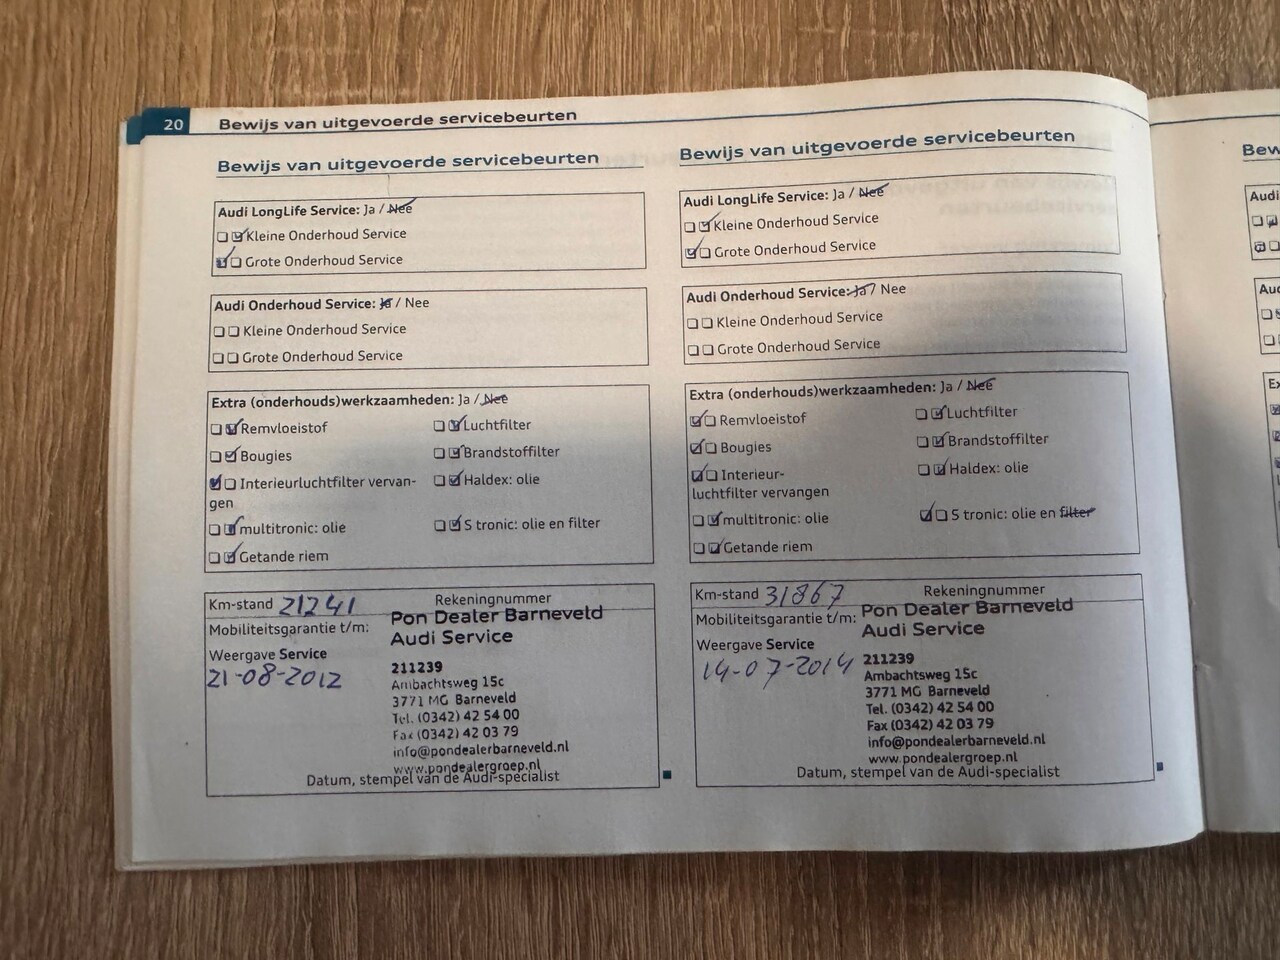 20 Bewijs van uitgevoerde servicebeurten
Bewijs van uitgevoerde servicebeurten
Audi LongLife Service: Ja / Nee
Kleine Onderhoud Service
Grote Onderhoud Service
Audi Onderhoud Service: Ja / Nee
Kleine Onderhoud Service
Grote Onderhoud Service
Extra (onderhouds)werkzaamheden: Ja / Nee
Remvloeistof Luchtfilter
Bougies Brandstoffilter
Interieurluchtfilter vervan- Haldex: olie
gen
multitronic: olie S tronic: olie en filter
Getande riem
Km-stand 21241 Rekeningnummer
Pon Dealer Barneveld
Mobiliteitsgarantie t/m: Audi Service
Weergave Service
211239
21-08-2012 Ambachtsweg 15c
3771 MG Barneveld
Tel. (0342) 42 54 00
Fax (0342) 42 03 79
info@pondealerbarneveld.nl
www.pondealergroep.nl
Datum, stempel van de Audi-specialist
Bewijs van uitgevoerde servicebeurten
Audi LongLife Service: Ja / Nee
Kleine Onderhoud Service
Grote Onderhoud Service
Audi Onderhoud Service: Ja / Nee
Kleine Onderhoud Service
Grote Onderhoud Service
Extra (onderhouds)werkzaamheden: Ja / Nee
Remvloeistof Luchtfilter
Bougies Brandstoffilter
Interieur- Haldex: olie
luchtfilter vervangen
multitronic: olie S tronic: olie en filter
Getande riem
Km-stand 31867 Rekeningnummer
Pon Dealer Barneveld
Mobiliteitsgarantie t/m: Audi Service
Weergave Service
211239
14-07-2014 Ambachtsweg 15c
3771 MG Barneveld
Tel. (0342) 42 54 00
Fax (0342) 42 03 79
info@pondealerbarneveld.nl
www.pondealergroep.nl
Datum, stempel van de Audi-specialist
Bew
Audi